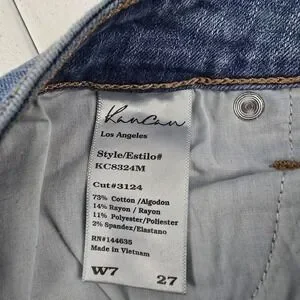 KanCan
Los Angeles
Style/Estilo#
KC8324M
Cut#3124
73% Cotton/Algodon
14% Rayon / Rayon
11% Polyester/Poliester
2% Spandex/Elastano
RN#144635
Made in Vietnam
W7 27